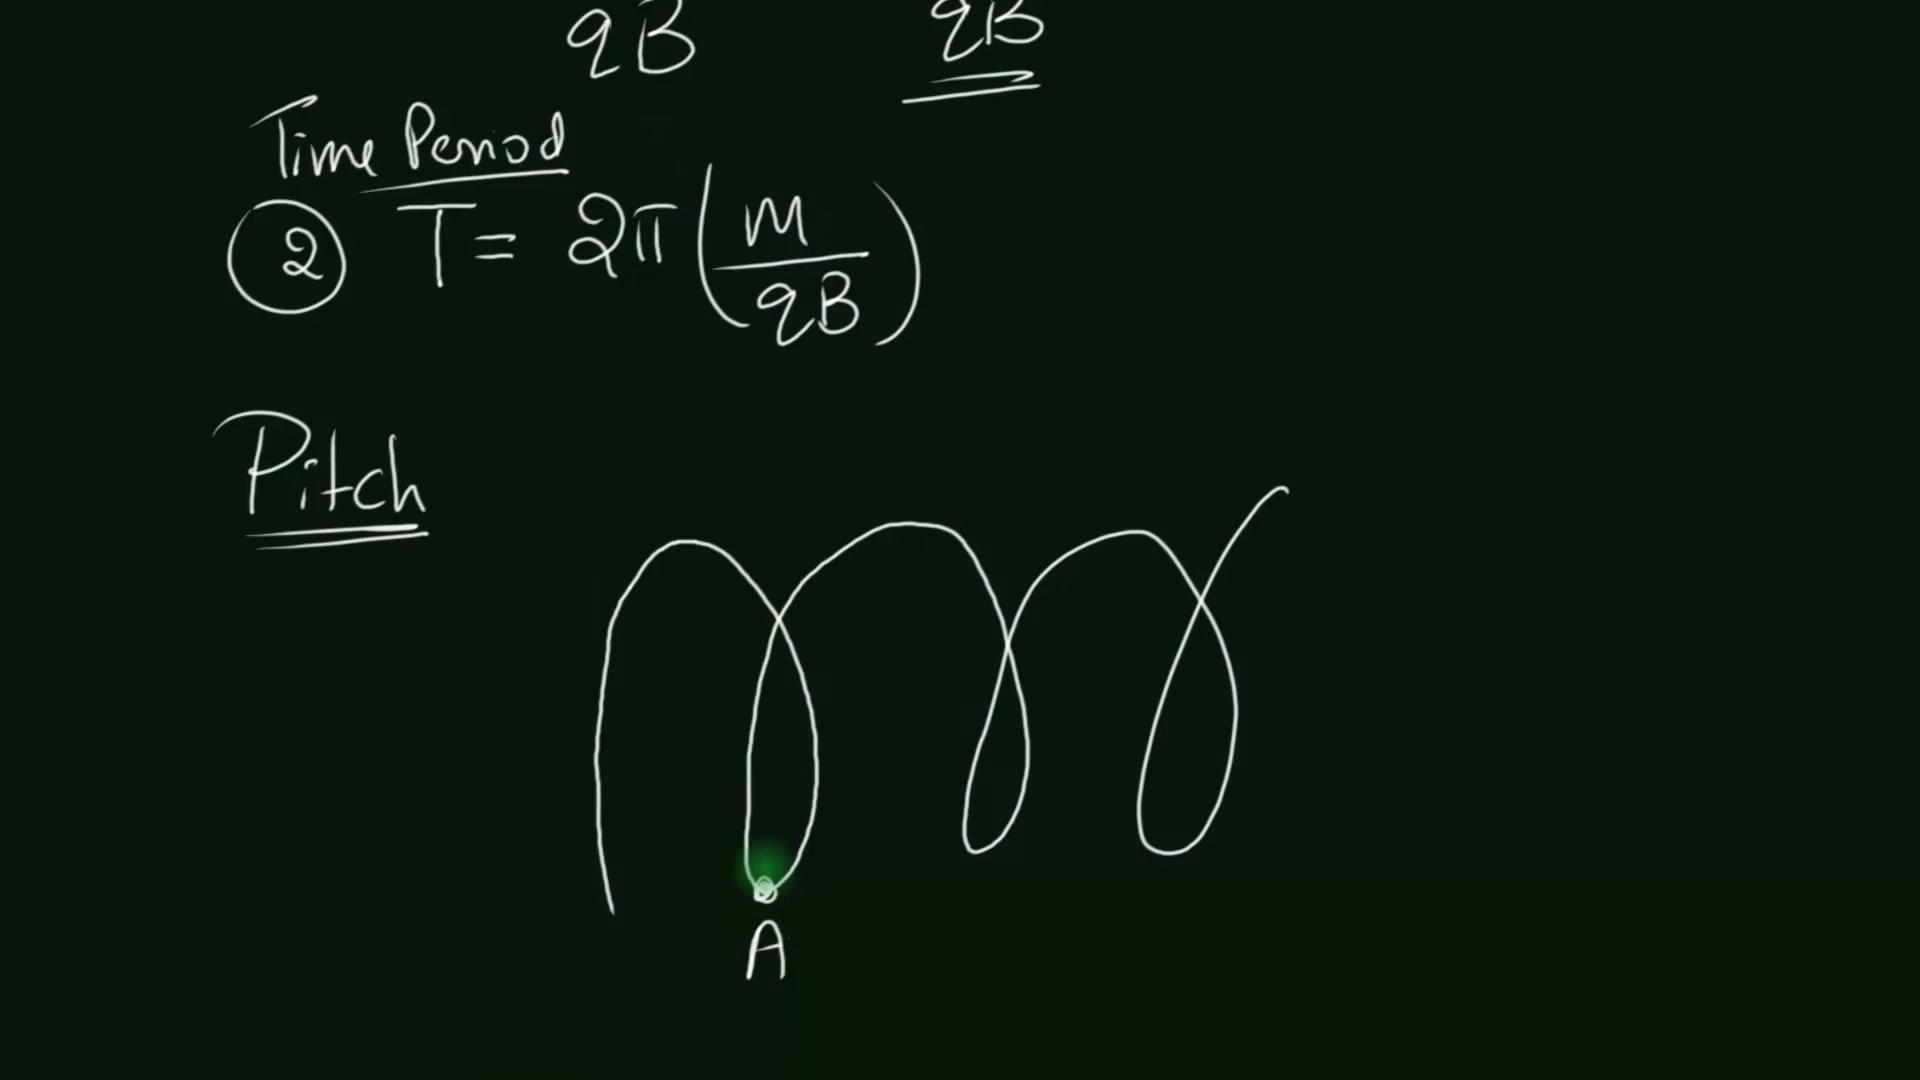 qB qB
Time Period
② T = 2π(m/qB)
Pitch
A